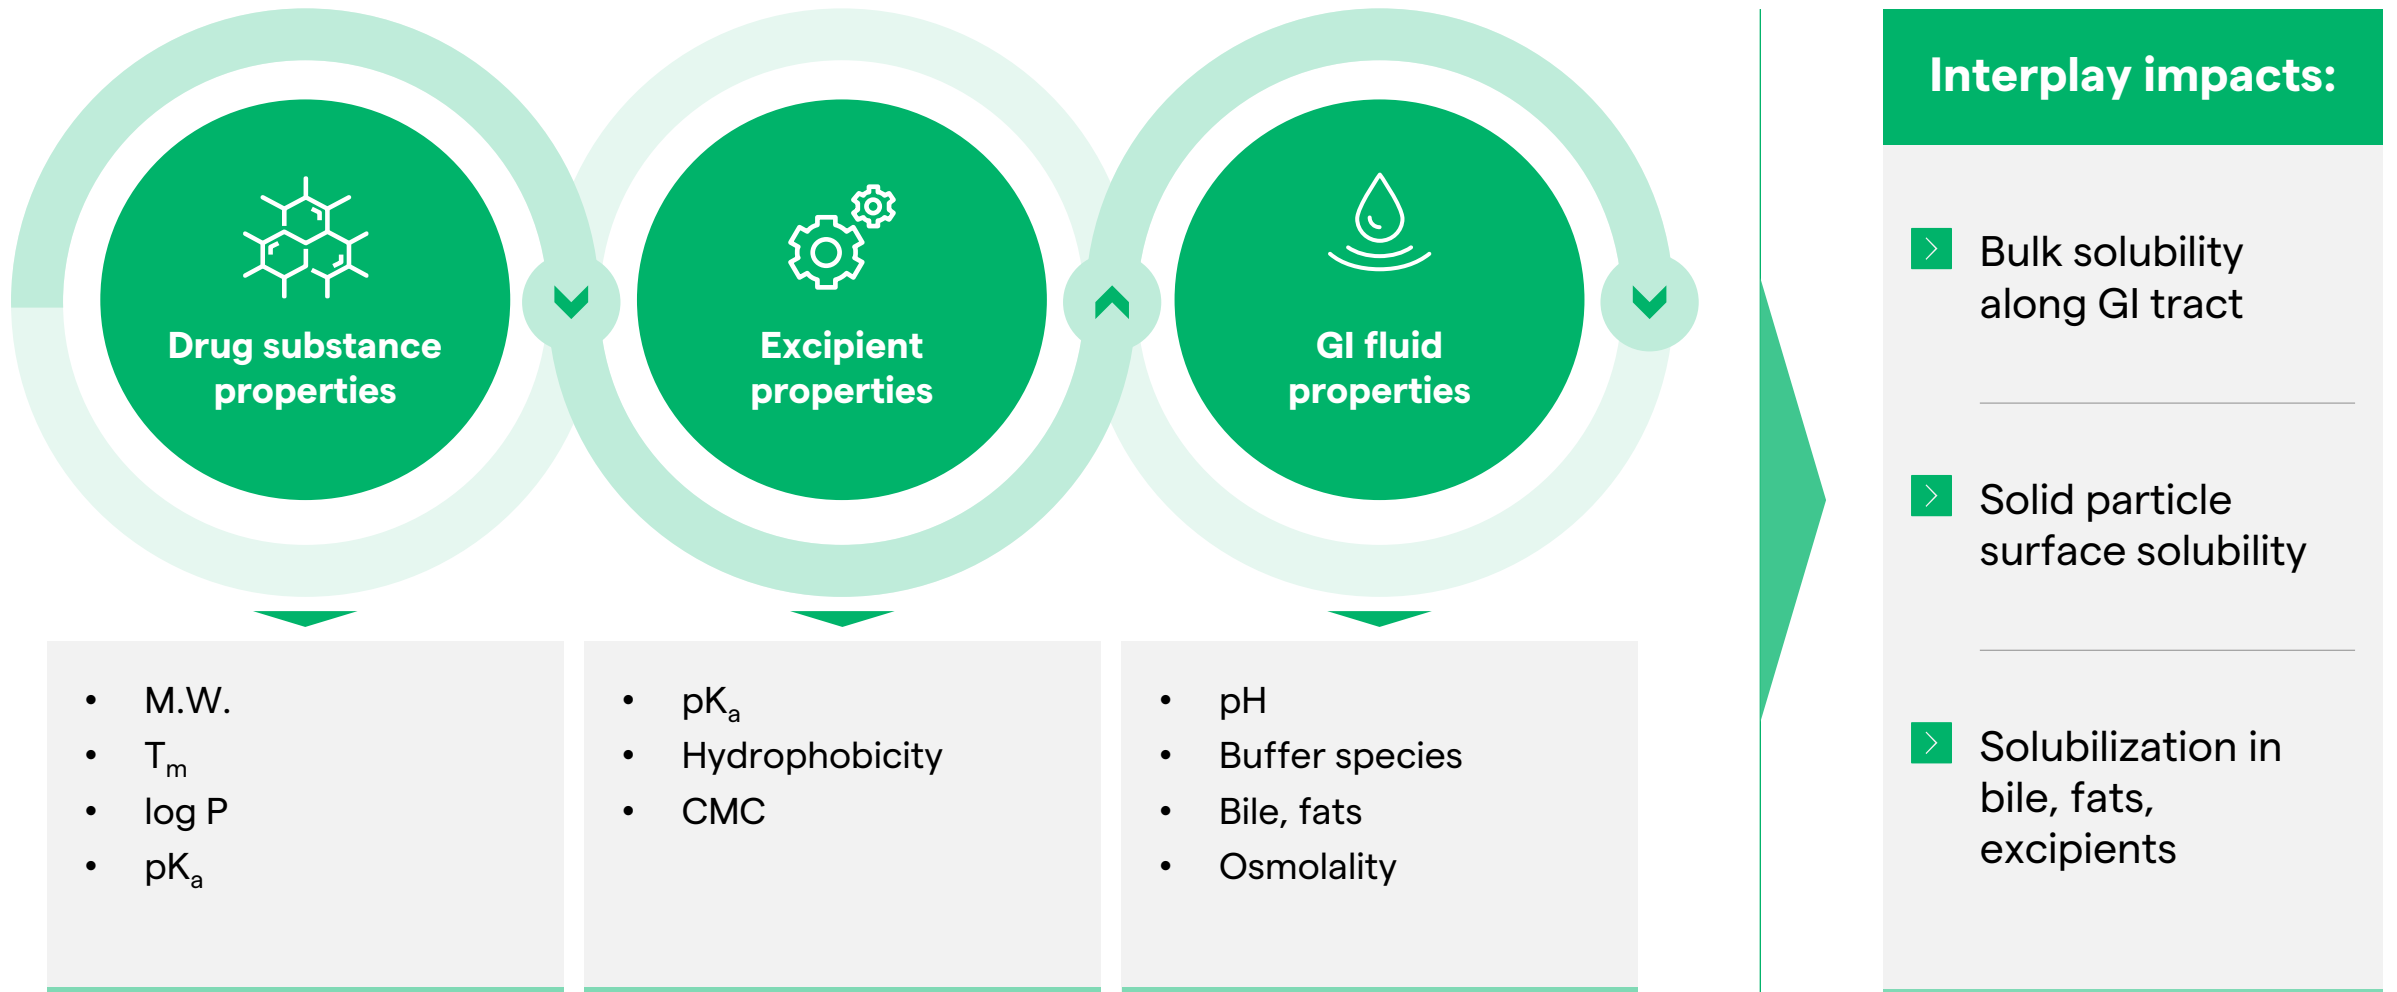 Drug substance
properties
Excipient
properties
GI fluid
properties
• M.W.
• Tm
• log P
• pKa
• pKa
• Hydrophobicity
• CMC
• pH
• Buffer species
• Bile, fats
• Osmolality
Interplay impacts:
Bulk solubility
along GI tract
Solid particle
surface solubility
Solubilization in
bile, fats,
excipients